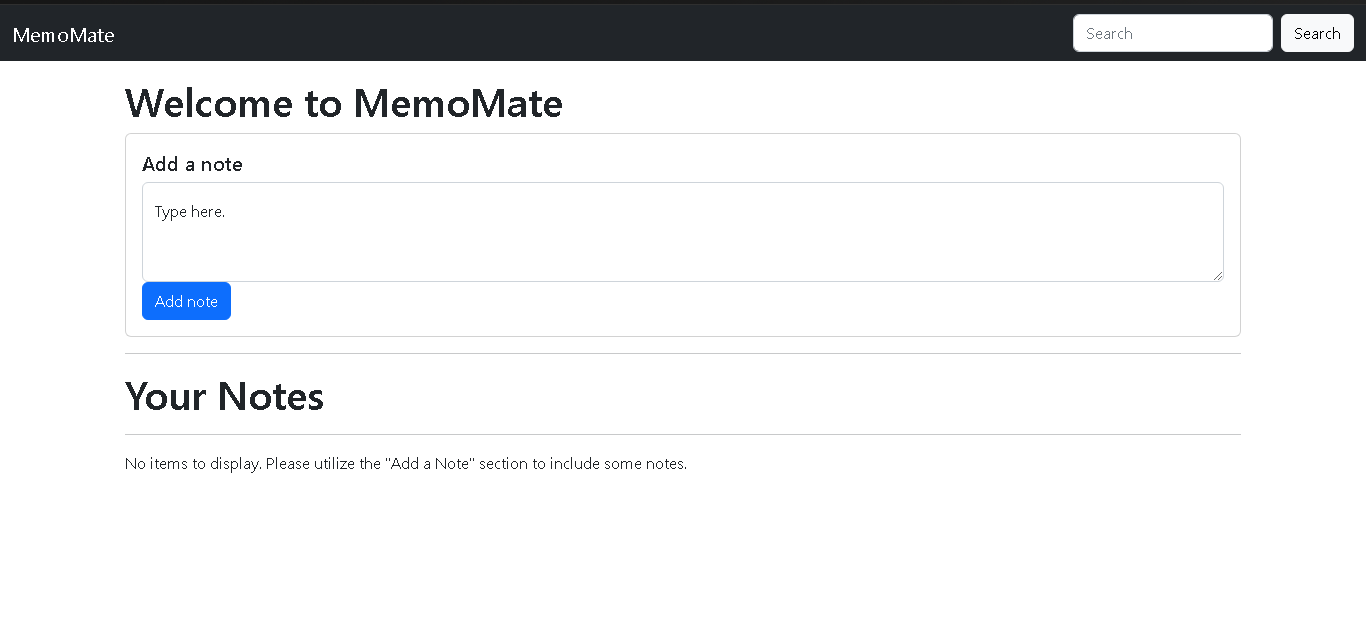 MemoMate
Search
Search
Welcome to MemoMate
Add a note
Type here.
Add note
Your Notes
No items to display. Please utilize the "Add a Note" section to include some notes.